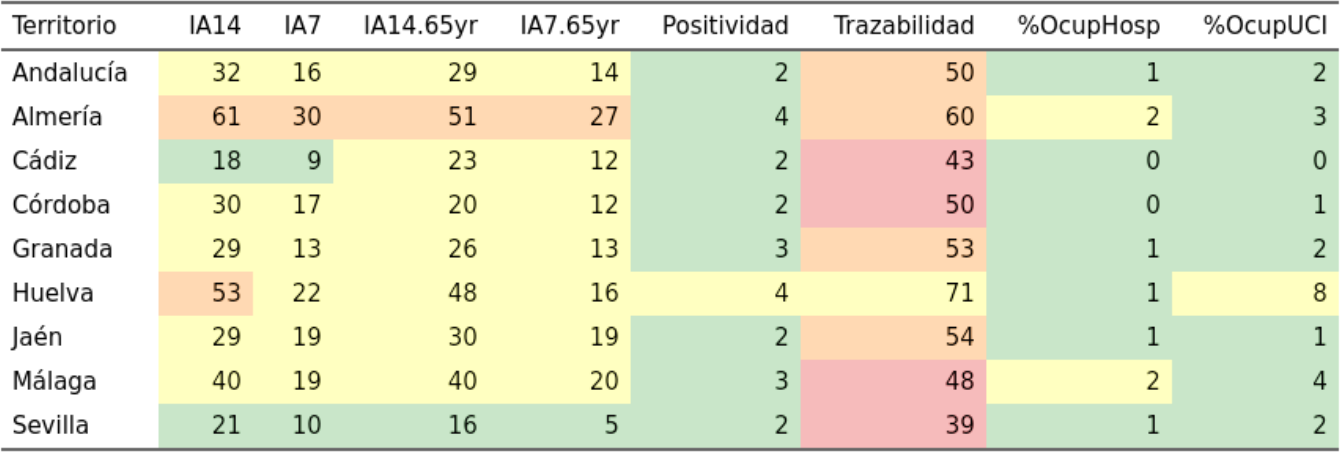 Territorio IA14 IA7 IA14.65yr IA7.65yr Positividad Trazabilidad %OcupHosp %OcupUCI
Andalucía 32 16 29 14 2 50 1 2
Almería 61 30 51 27 4 60 2 3
Cádiz 18 9 23 12 2 43 0 0
Córdoba 30 17 20 12 2 50 0 1
Granada 29 13 26 13 3 53 1 2
Huelva 53 22 48 16 4 71 1 8
Jaén 29 19 30 19 2 54 1 1
Málaga 40 19 40 20 3 48 2 4
Sevilla 21 10 16 5 2 39 1 2